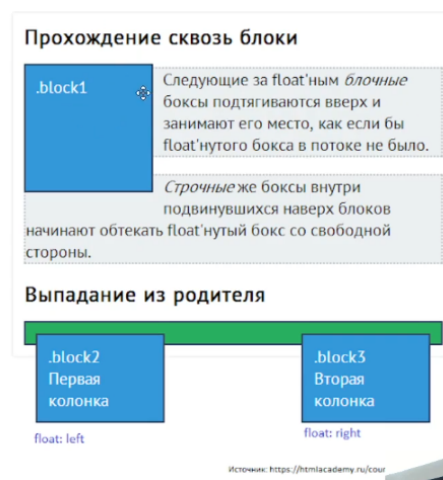 Прохождение сквозь блоки
.block1
Следующие за float'ным блочные
боксы подтягиваются вверх и
занимают его место, как если бы
float'нутого бокса в потоке не было.
Строчные же боксы внутри
подвинувшихся наверх блоков
начинают обтекать float'нутый бокс со свободной
стороны.
Выпадание из родителя
.block2
Первая
колонка
.block3
Вторая
колонка
float: left
float: right
Источник: https://htmlacademy.ru/cour